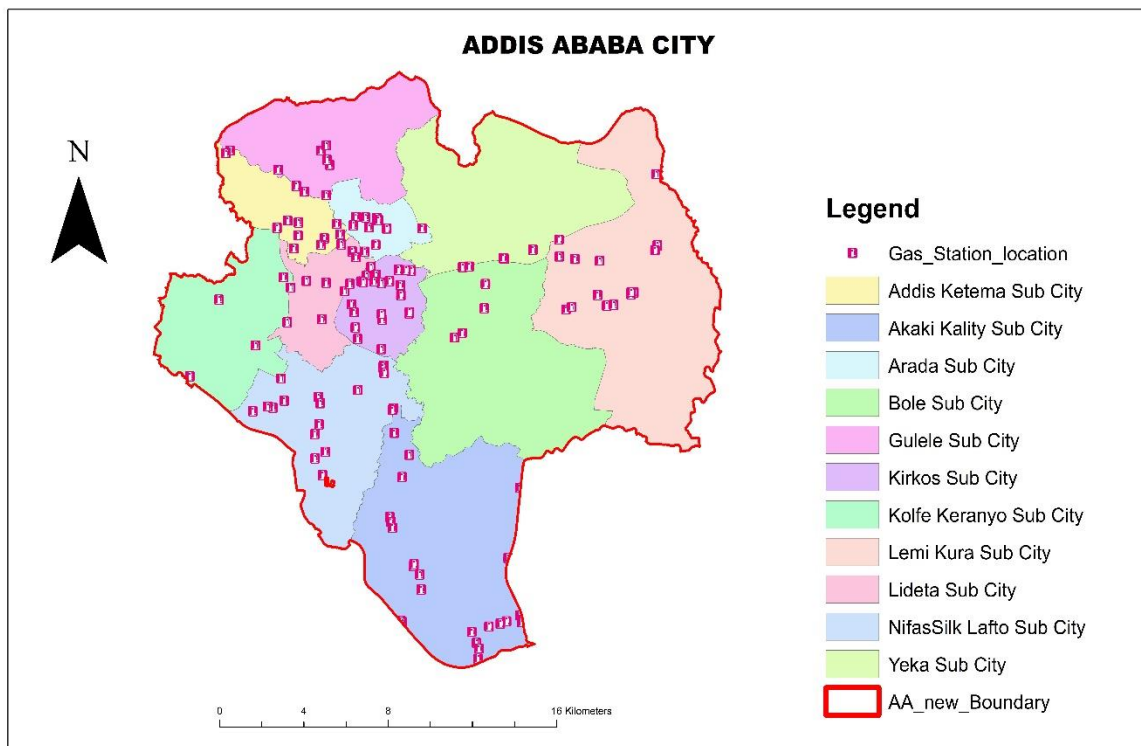 ADDIS ABABA CITY
N
Legend
Gas_Station_location
Addis Ketema Sub City
Akaki Kality Sub City
Arada Sub City
Bole Sub City
Gulele Sub City
Kirkos Sub City
Kolfe Keranyo Sub City
Lemi Kura Sub City
Lideta Sub City
NifasSilk Lafto Sub City
Yeka Sub City
AA_new_Boundary
0 4 8 16 Kilometers